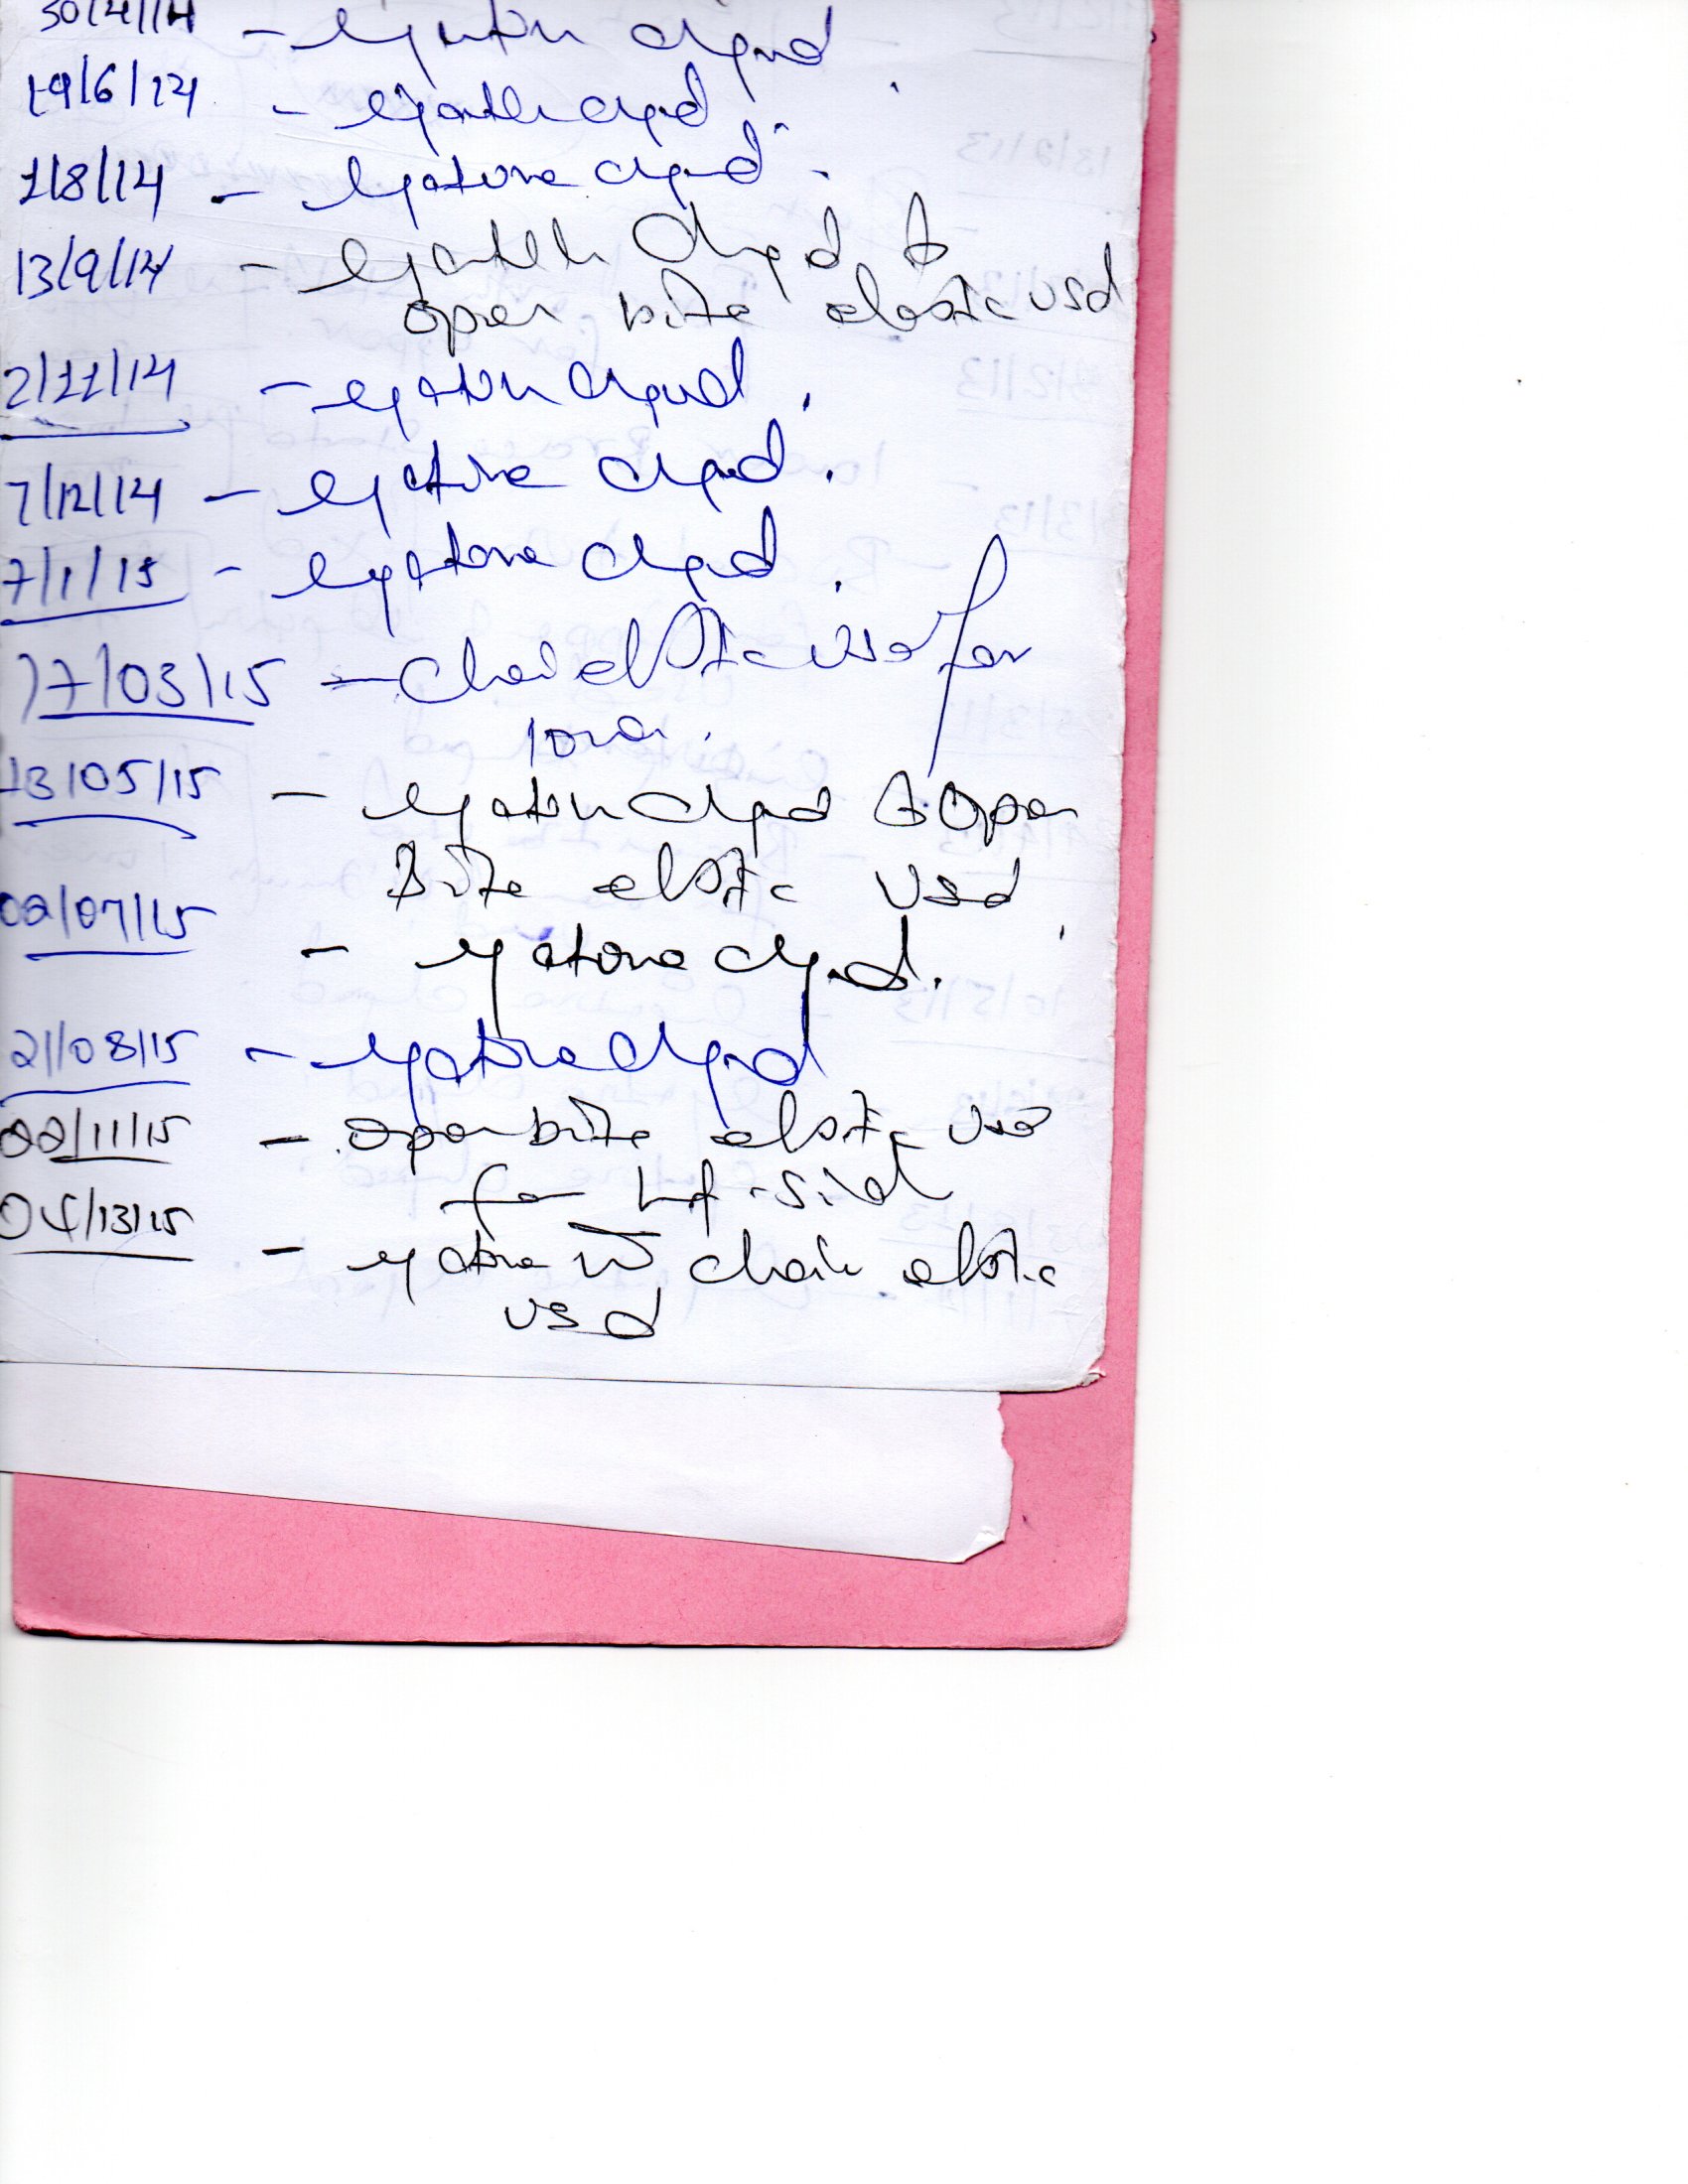 30/4/14 - ligature changed
19/6/14 - ligature changed.
1/8/14 - ligature changed.
13/9/14 - ligature changed &
open bite elastic used
2/11/14 - ligature changed.
7/12/14 - ligature changed.
7/1/15 - ligature changed.
17/03/15 - chain elastic use for
lower.
13/05/15 - ligature changed & open
Bite elastic used
02/07/15
- ligature changed.
21/08/15 - ligature changed
02/11/15 - open bite elastic use
for left side
04/13/15
- ligature chain elastic
used